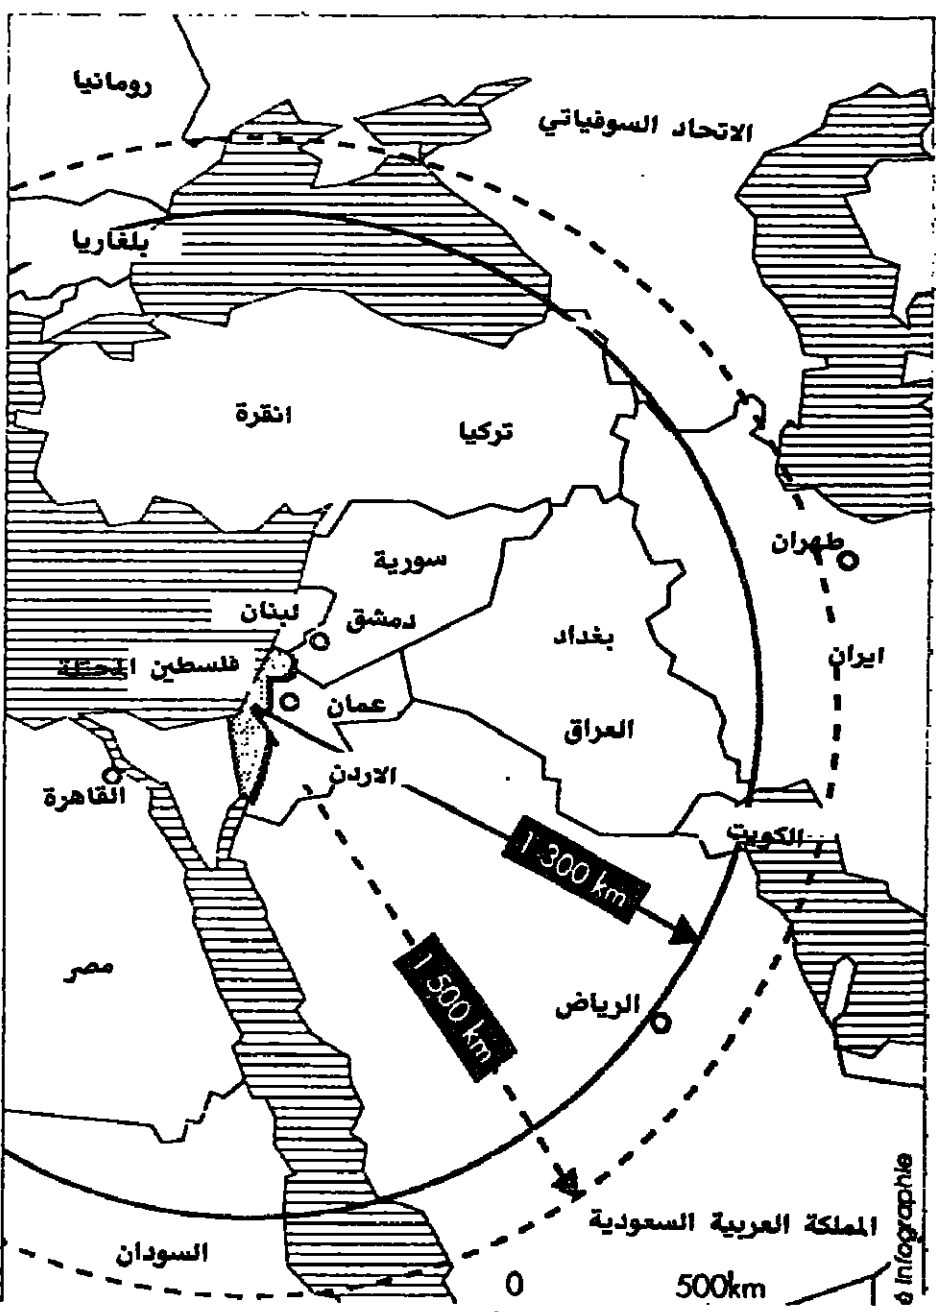 رومانيا
الاتحاد السوفياتي
بلغاريا
انقرة
تركيا
طهران
سورية
لبنان
دمشق
بغداد
ايران
فلسطين المحتلة
عمان
العراق
الاردن
القاهرة
الكويت
1 300 km
مصر
1 500 km
الرياض
المملكة العربية السعودية
السودان
0 500km
é Infographie